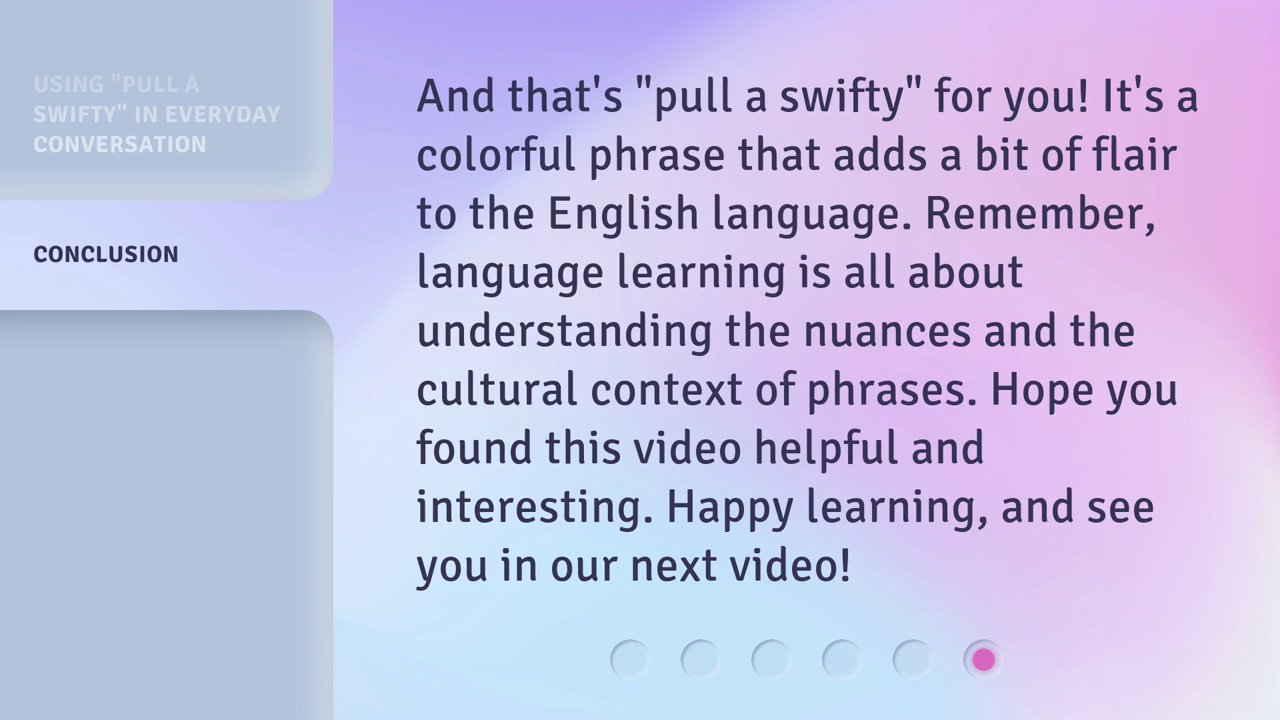 USING "PULL A
SWIFTY" IN EVERYDAY
CONVERSATION
CONCLUSION
And that's "pull a swifty" for you! It's a
colorful phrase that adds a bit of flair
to the English language. Remember,
language learning is all about
understanding the nuances and the
cultural context of phrases. Hope you
found this video helpful and
interesting. Happy learning, and see
you in our next video!